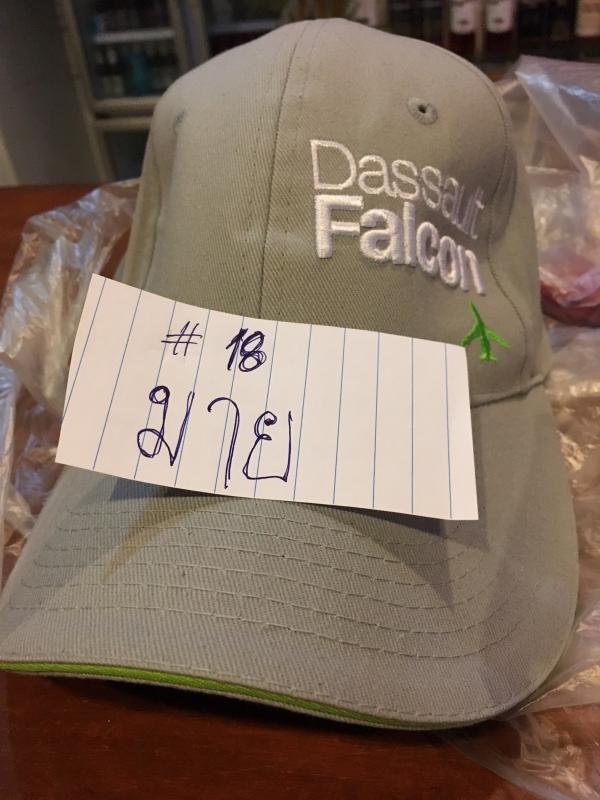 Dassault
Falcon
# 18
มาย